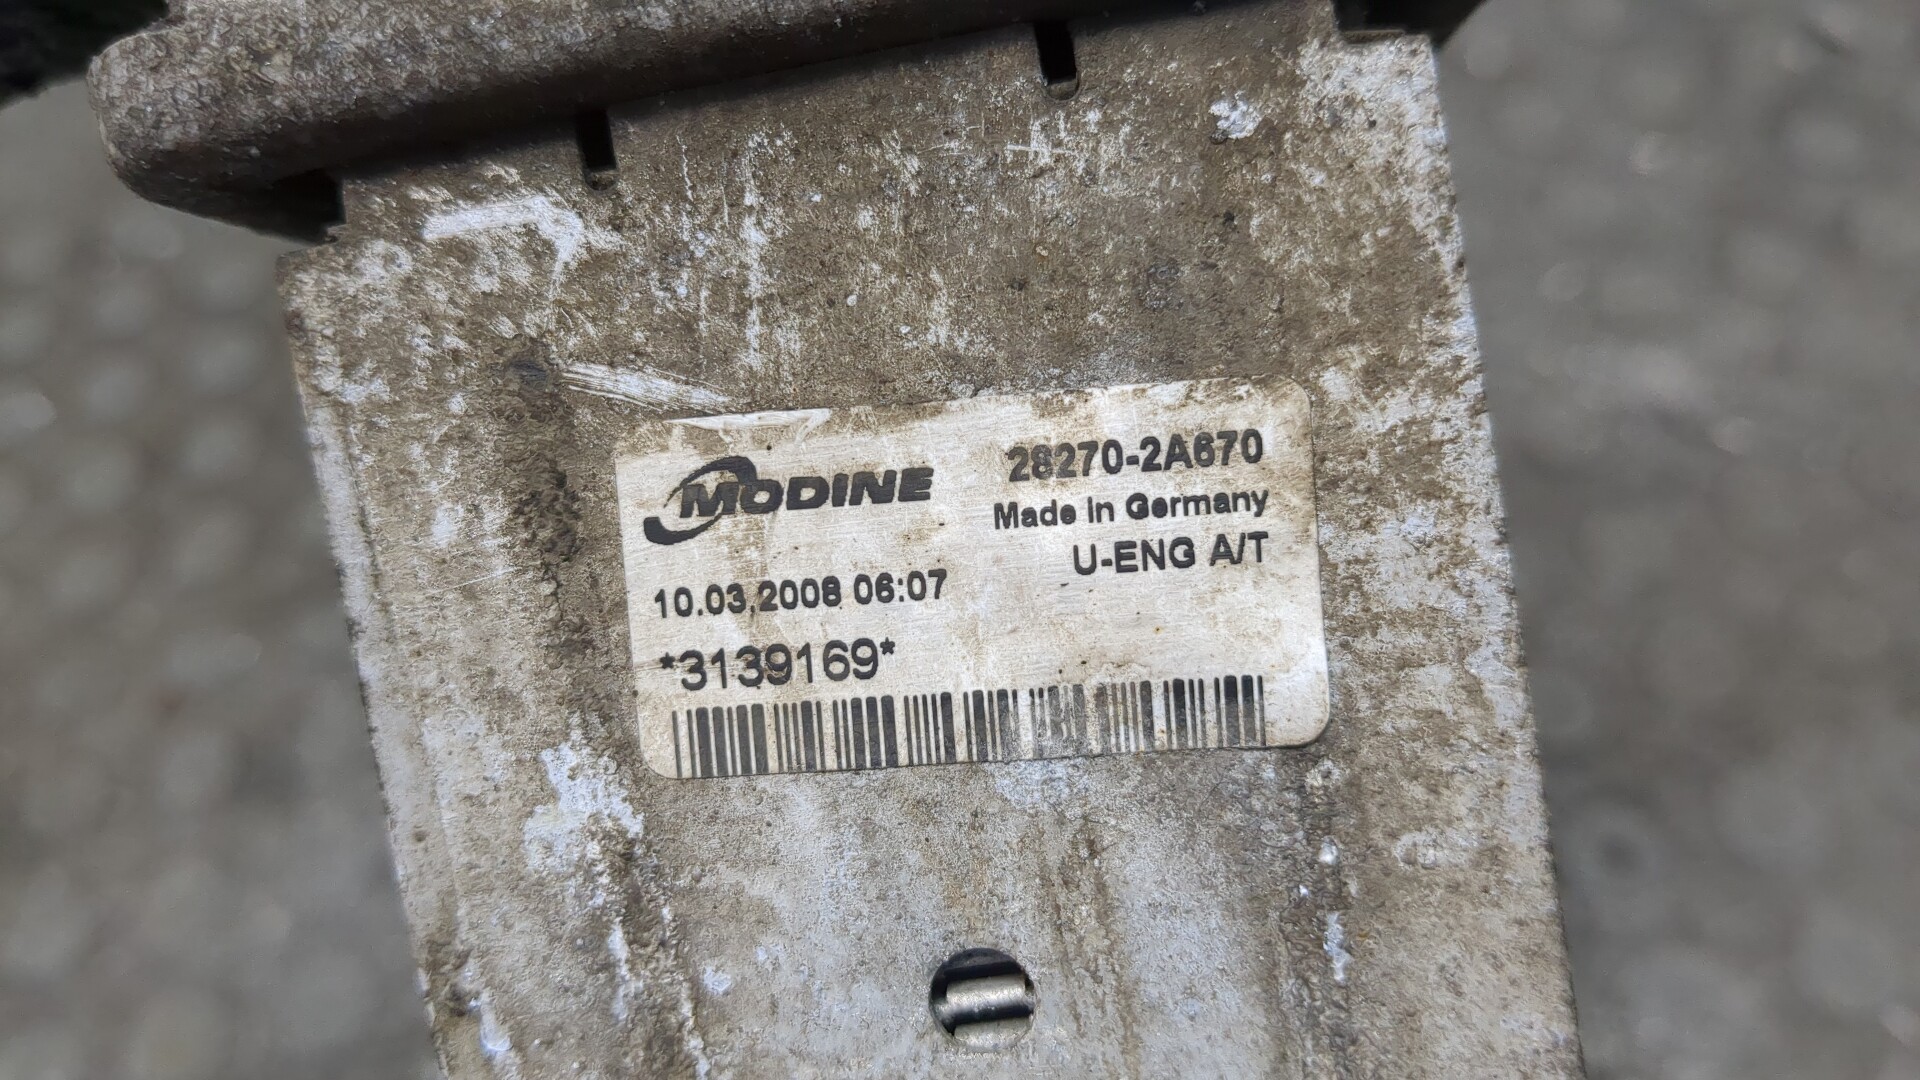 MODINE
28270-2A670
Made in Germany
U-ENG A/T
10.03.2008 06:07
*3139169*